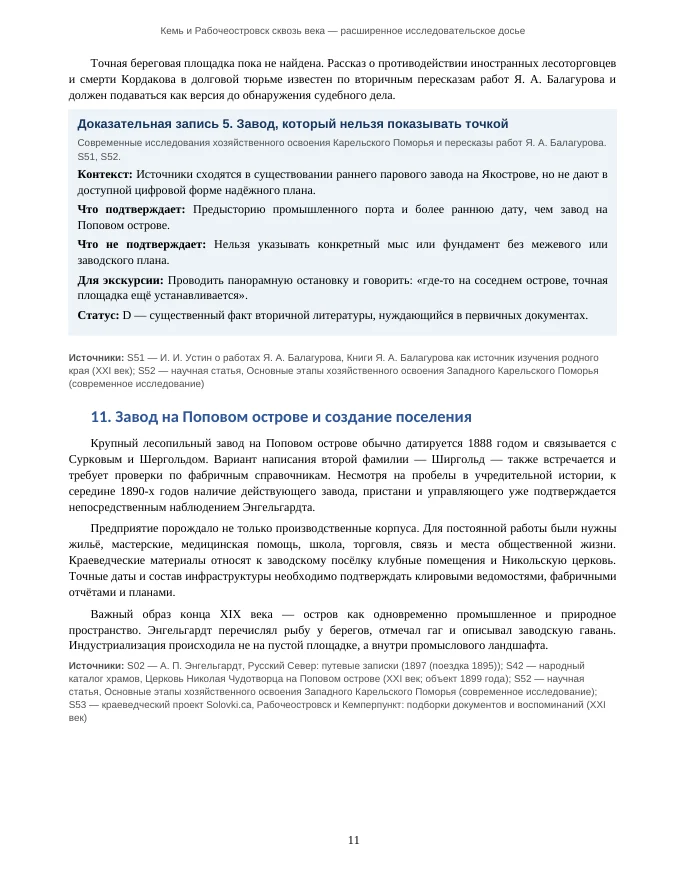 Кемь и Рабочеостровск сквозь века — расширенное исследовательское досье
Точная береговая площадка пока не найдена. Рассказ о противодействии иностранных лесоторговцев
и смерти Кордакова в долговой тюрьме известен по вторичным пересказам работ Я. А. Балагурова и
должен подаваться как версия до обнаружения судебного дела.
Доказательная запись 5. Завод, который нельзя показывать точкой
Современные исследования хозяйственного освоения Карельского Поморья и пересказы работ Я. А. Балагурова.
S51, S52.
Контекст: Источники сходятся в существовании раннего парового завода на Якострове, но не дают в
доступной цифровой форме надёжного плана.
Что подтверждает: Предысторию промышленного порта и более раннюю дату, чем завод на
Поповом острове.
Что не подтверждает: Нельзя указывать конкретный мыс или фундамент без межевого или
заводского плана.
Для экскурсии: Проводить панорамную остановку и говорить: «где-то на соседнем острове, точная
площадка ещё устанавливается».
Статус: D — существенный факт вторичной литературы, нуждающийся в первичных документах.
Источники: S51 — И. И. Устин о работах Я. А. Балагурова, Книги Я. А. Балагурова как источник изучения родного
края (XXI век); S52 — научная статья, Основные этапы хозяйственного освоения Западного Карельского Поморья
(современное исследование)
11. Завод на Поповом острове и создание поселения
Крупный лесопильный завод на Поповом острове обычно датируется 1888 годом и связывается с
Сурковым и Шергольдом. Вариант написания второй фамилии — Ширгольд — также встречается и
требует проверки по фабричным справочникам. Несмотря на пробелы в учредительной истории, к
середине 1890-х годов наличие действующего завода, пристани и управляющего уже подтверждается
непосредственным наблюдением Энгельгардта.
Предприятие порождало не только производственные корпуса. Для постоянной работы были нужны
жильё, мастерские, медицинская помощь, школа, торговля, связь и места общественной жизни.
Краеведческие материалы относят к заводскому посёлку клубные помещения и Никольскую церковь.
Точные даты и состав инфраструктуры необходимо подтверждать клировыми ведомостями, фабричными
отчётами и планами.
Важный образ конца XIX века — остров как одновременно промышленное и природное
пространство. Энгельгардт перечислял рыбу у берегов, отмечал гаг и описывал заводскую гавань.
Индустриализация происходила не на пустой площадке, а внутри промыслового ландшафта.
Источники: S02 — А. П. Энгельгардт, Русский Север: путевые записки (1897 (поездка 1895)); S42 — народный
каталог храмов, Церковь Николая Чудотворца на Поповом острове (XXI век; объект 1899 года); S52 — научная
статья, Основные этапы хозяйственного освоения Западного Карельского Поморья (современное исследование);
S53 — краеведческий проект Solovki.ca, Рабочеостровск и Кемперпункт: подборки документов и воспоминаний (XXI
век)
11